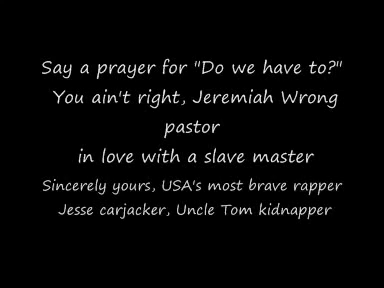 Say a prayer for "Do we have to?"
You ain't right, Jeremiah Wrong
pastor
in love with a slave master
Sincerely yours, USA's most brave rapper
Jesse carjacker, Uncle Tom kidnapper